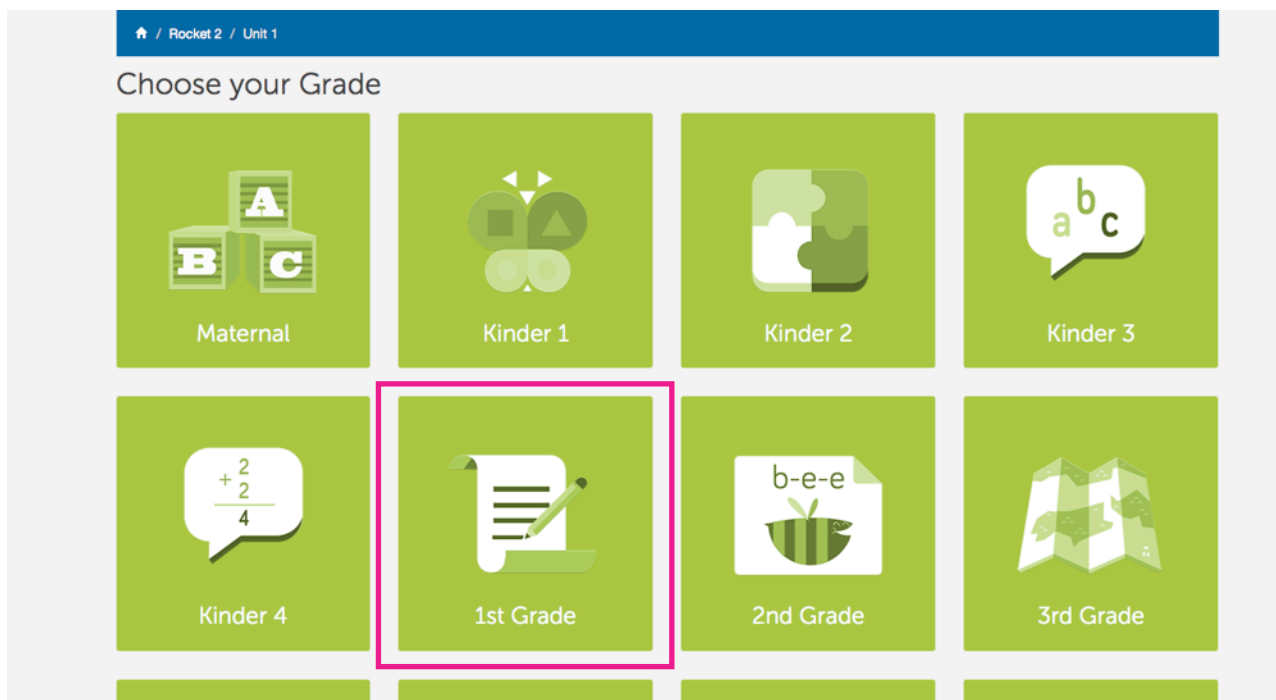 / Rocket 2 / Unit 1
Choose your Grade
A
B C
Maternal
Kinder 1
Kinder 2
a b c
Kinder 3
+ 2
2
4
Kinder 4
1st Grade
b-e-e
2nd Grade
3rd Grade